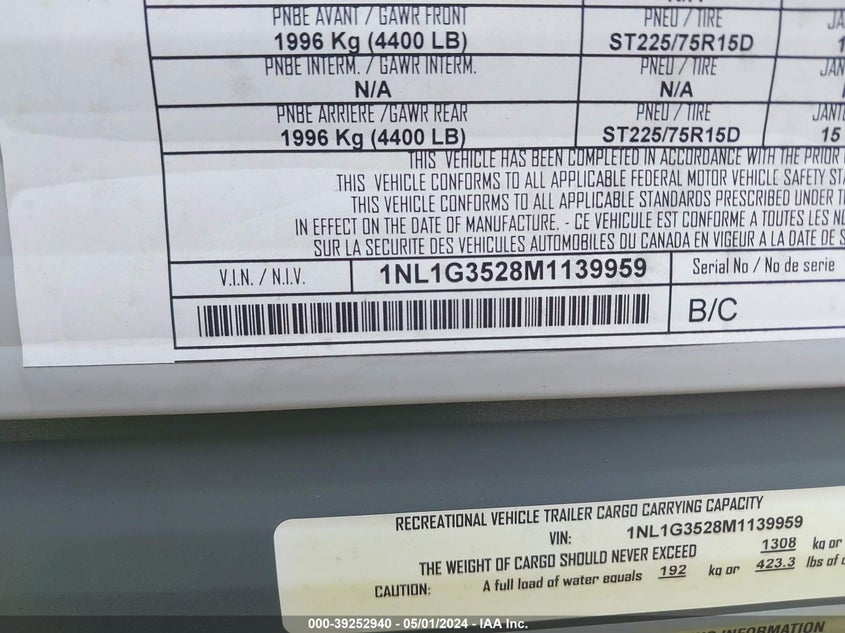 PNBE AVANT / GAWR FRONT PNEU / TIRE
1996 Kg (4400 LB) ST225/75R15D
PNBE INTERM. / GAWR INTERM. PNEU / TIRE
N/A N/A
PNBE ARRIERE /GAWR REAR PNEU / TIRE
1996 Kg (4400 LB) ST225/75R15D 15
THIS VEHICLE HAS BEEN COMPLETED IN ACCORDANCE WITH THE PRIOR
THIS VEHICLE CONFORMS TO ALL APPLICABLE FEDERAL MOTOR VEHICLE SAFETY
THIS VEHICLE CONFORMS TO ALL APPLICABLE STANDARDS PRESCRIBED UNDER
IN EFFECT ON THE DATE OF MANUFACTURE. - CE VEHICULE EST CONFORME A TOUTES LES
SUR LA SECURITE DES VEHICULES AUTOMOBILES DU CANADA EN VIGEUR A LA DATE DE
V.I.N. / N.I.V. 1NL1G3528M1139959 Serial No / No de serie
B/C
RECREATIONAL VEHICLE TRAILER CARGO CARRYING CAPACITY
VIN: 1NL1G3528M1139959
THE WEIGHT OF CARGO SHOULD NEVER EXCEED 1308 kg or
CAUTION: A full load of water equals 192 kg or 423.3 lbs of
000-39252940 - 05/01/2024 - IAA Inc.
INFORMATION